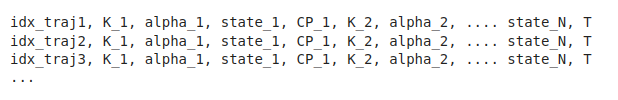 idx_traj1, K_1, alpha_1, state_1, CP_1, K_2, alpha_2, .... state_N, T
idx_traj2, K_1, alpha_1, state_1, CP_1, K_2, alpha_2, .... state_N, T
idx_traj3, K_1, alpha_1, state_1, CP_1, K_2, alpha_2, .... state_N, T
...